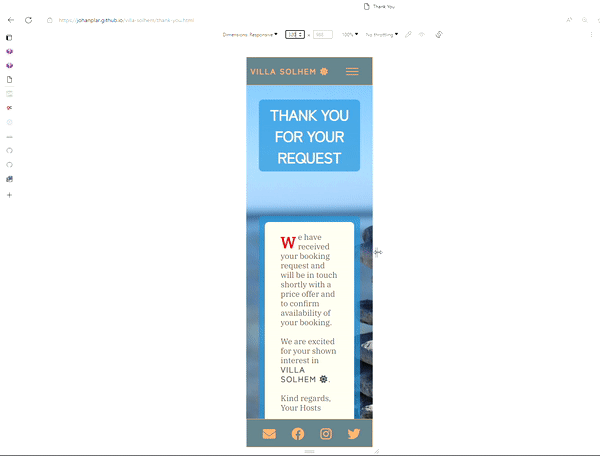 Thank You
https://johanplar.github.io/villa-solhem/thank-you.html
Dimensions: Responsive
320
x
100%
No throttling
VILLA SOLHEM
THANK YOU
FOR YOUR
REQUEST
We have
received
your booking
request and
will be in touch
shortly with a
price offer and
to confirm
availability of
your booking.
We are excited
for your shown
interest in
VILLA
SOLHEM .
Kind regards,
Your Hosts